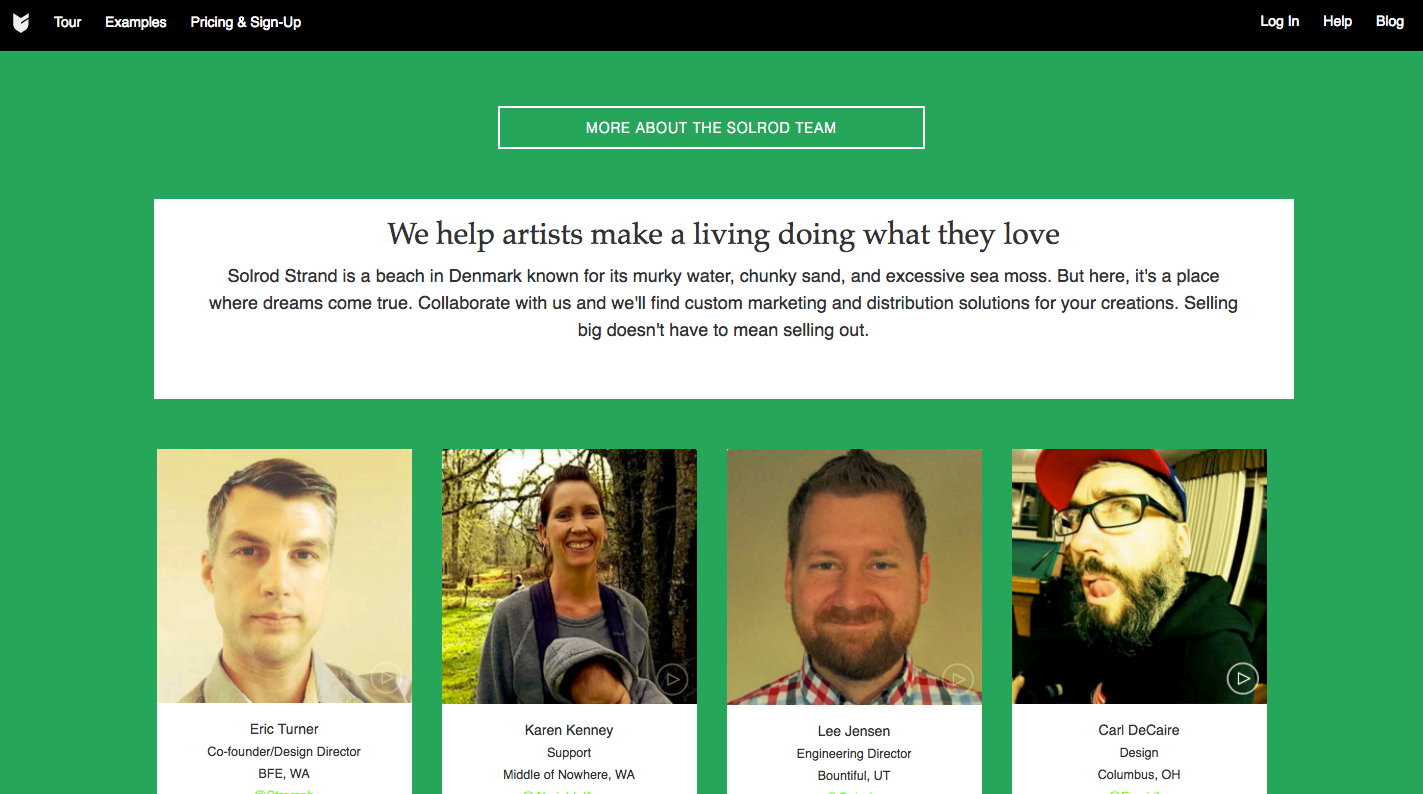 Tour Examples Pricing & Sign-Up Log In Help Blog
MORE ABOUT THE SOLROD TEAM
We help artists make a living doing what they love
Solrod Strand is a beach in Denmark known for its murky water, chunky sand, and excessive sea moss. But here, it's a place
where dreams come true. Collaborate with us and we'll find custom marketing and distribution solutions for your creations. Selling
big doesn't have to mean selling out.
Eric Turner
Co-founder/Design Director
BFE, WA
Karen Kenney
Support
Middle of Nowhere, WA
Lee Jensen
Engineering Director
Bountiful, UT
Carl DeCaire
Design
Columbus, OH